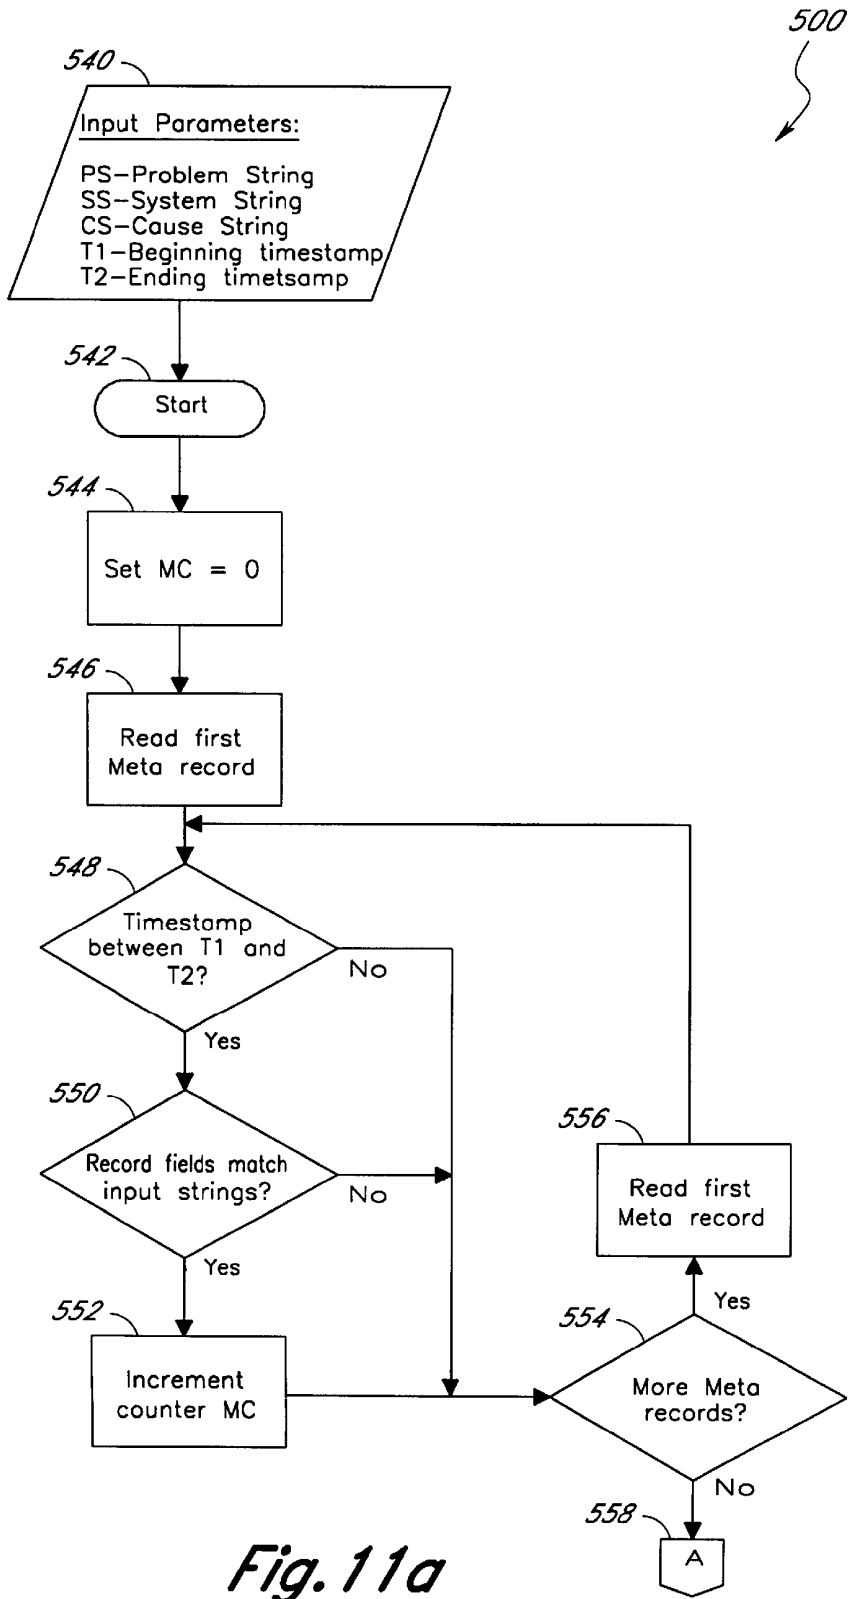 500
540
Input Parameters:
PS-Problem String
SS-System String
CS-Cause String
T1-Beginning timestamp
T2-Ending timetsamp
542
Start
544
Set MC = 0
546
Read first
Meta record
548
Timestamp
between T1 and
T2?
No
Yes
550
Record fields match
input strings?
No
Yes
552
Increment
counter MC
556
Read first
Meta record
Yes
554
More Meta
records?
No
558
A
Fig. 11a